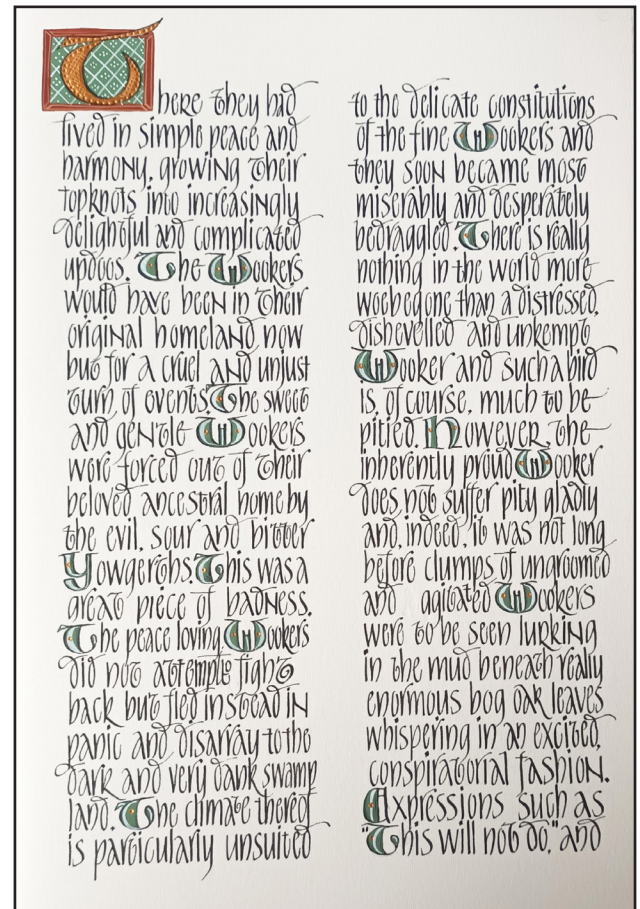 There they had
lived in simple peace and
harmony, growing their
topknots into increasingly
delightful and complicated
updoos. The Wookers
would have been in their
original homeland now
but for a cruel and unjust
turn of events. The sweet
and gentle Wookers
were forced out of their
beloved ancestral home by
the evil, sour and bitter
Yowgerths. This was a
great piece of badness.
The peace loving Wookers
did not attempt to fight
back but fled instead in
panic and disarray to the
dark and very dank swamp
land. The climate thereof
is particularly unsuited
to the delicate constitutions
of the fine Wookers and
they soon became most
miserably and desperately
bedraggled. There is really
nothing in the world more
woebegone than a distressed,
dishevelled and unkempt
Wooker and such a bird
is, of course, much to be
pitied. However, the
inherently proud Wooker
does not suffer pity gladly
and, indeed, it was not long
before clumps of ungroomed
and agitated Wookers
were to be seen lurking
in the mud beneath really
enormous bog oak leaves
whispering in an excited,
conspiratorial fashion.
Expressions such as
"This will not do," and